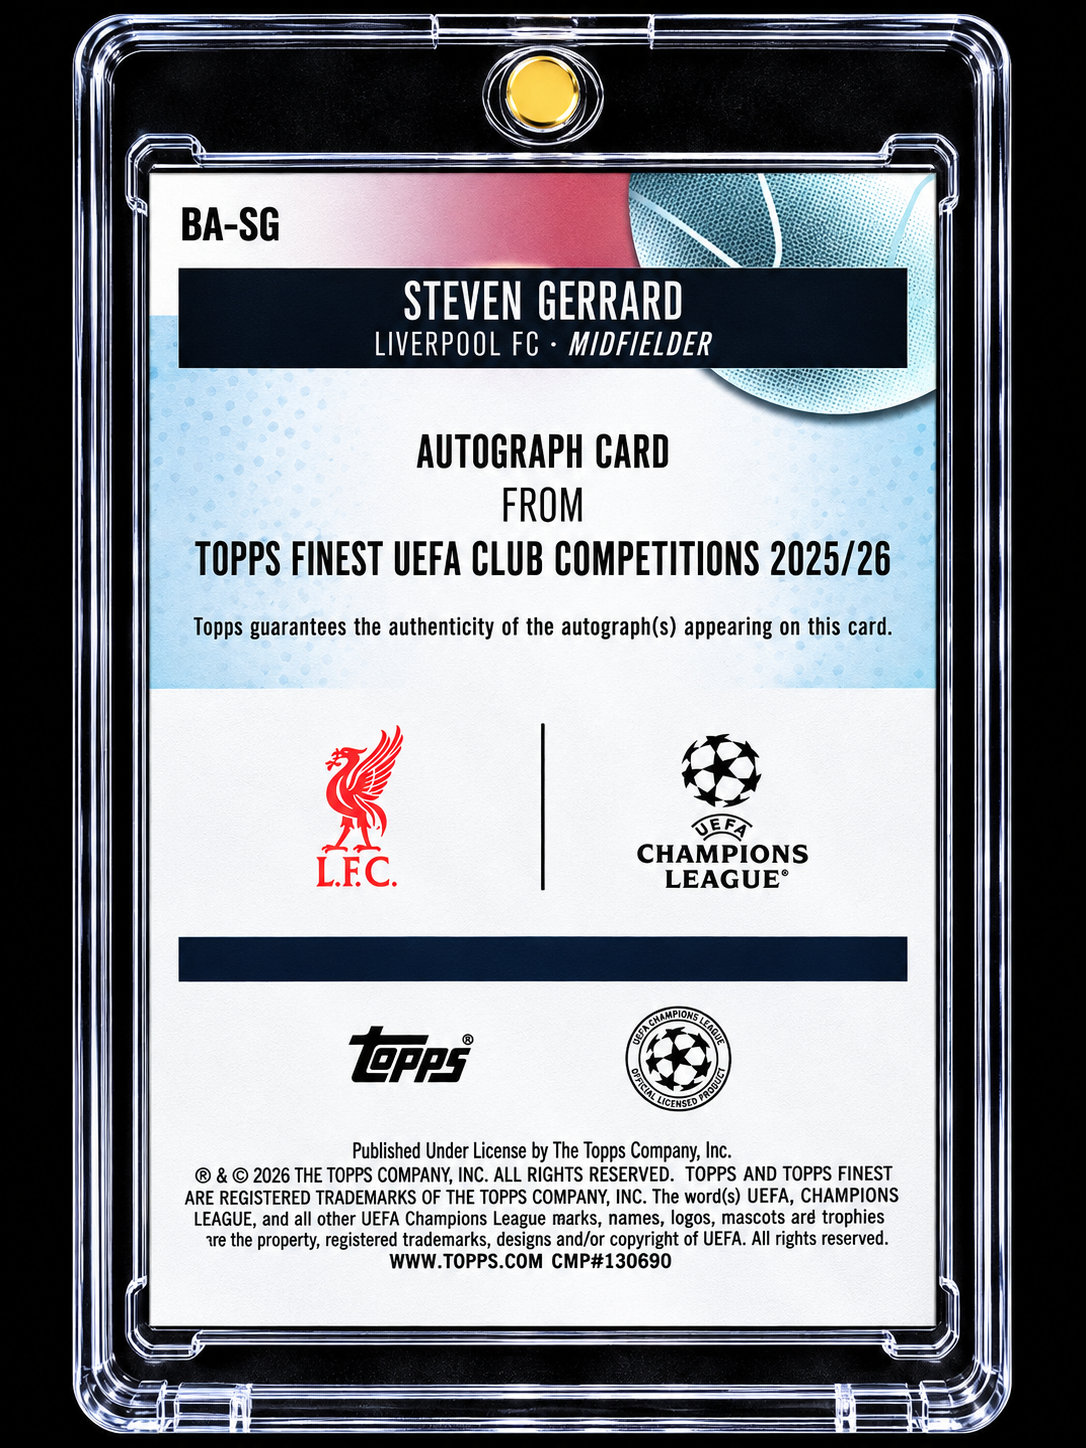 BA-SG
STEVEN GERRARD
LIVERPOOL FC · MIDFIELDER
AUTOGRAPH CARD
FROM
TOPPS FINEST UEFA CLUB COMPETITIONS 2025/26
Topps guarantees the authenticity of the autograph(s) appearing on this card.
L.F.C.
UEFA
CHAMPIONS
LEAGUE®
topps®
UEFA CHAMPIONS LEAGUE
OFFICIAL LICENSED PRODUCT
Published Under License by The Topps Company, Inc.
® & © 2026 THE TOPPS COMPANY, INC. ALL RIGHTS RESERVED. TOPPS AND TOPPS FINEST
ARE REGISTERED TRADEMARKS OF THE TOPPS COMPANY, INC. The word(s) UEFA, CHAMPIONS
LEAGUE, and all other UEFA Champions League marks, names, logos, mascots and trophies
are the property, registered trademarks, designs and/or copyright of UEFA. All rights reserved.
WWW.TOPPS.COM CMP#130690